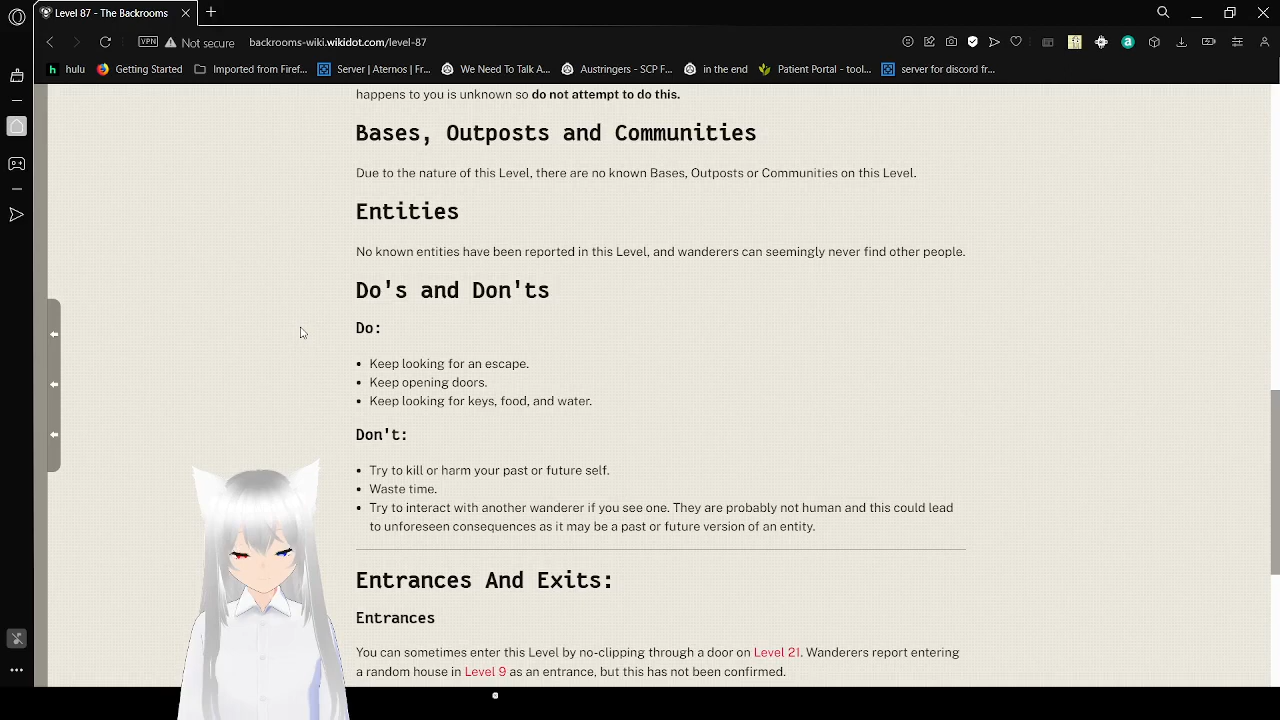 Level 87 - The Backrooms
VPN
Not secure
backrooms-wiki.wikidot.com/level-87
hulu
Getting Started
Imported from Firef...
Server | Aternos | Fr...
We Need To Talk A...
Austringers - SCP F...
in the end
Patient Portal - tool...
server for discord fr...
happens to you is unknown so do not attempt to do this.
Bases, Outposts and Communities
Due to the nature of this Level, there are no known Bases, Outposts or Communities on this Level.
Entities
No known entities have been reported in this Level, and wanderers can seemingly never find other people.
Do's and Don'ts
Do:
• Keep looking for an escape.
• Keep opening doors.
• Keep looking for keys, food, and water.
Don't:
• Try to kill or harm your past or future self.
• Waste time.
• Try to interact with another wanderer if you see one. They are probably not human and this could lead
to unforeseen consequences as it may be a past or future version of an entity.
Entrances And Exits:
Entrances
You can sometimes enter this Level by no-clipping through a door on Level 21. Wanderers report entering
a random house in Level 9 as an entrance, but this has not been confirmed.